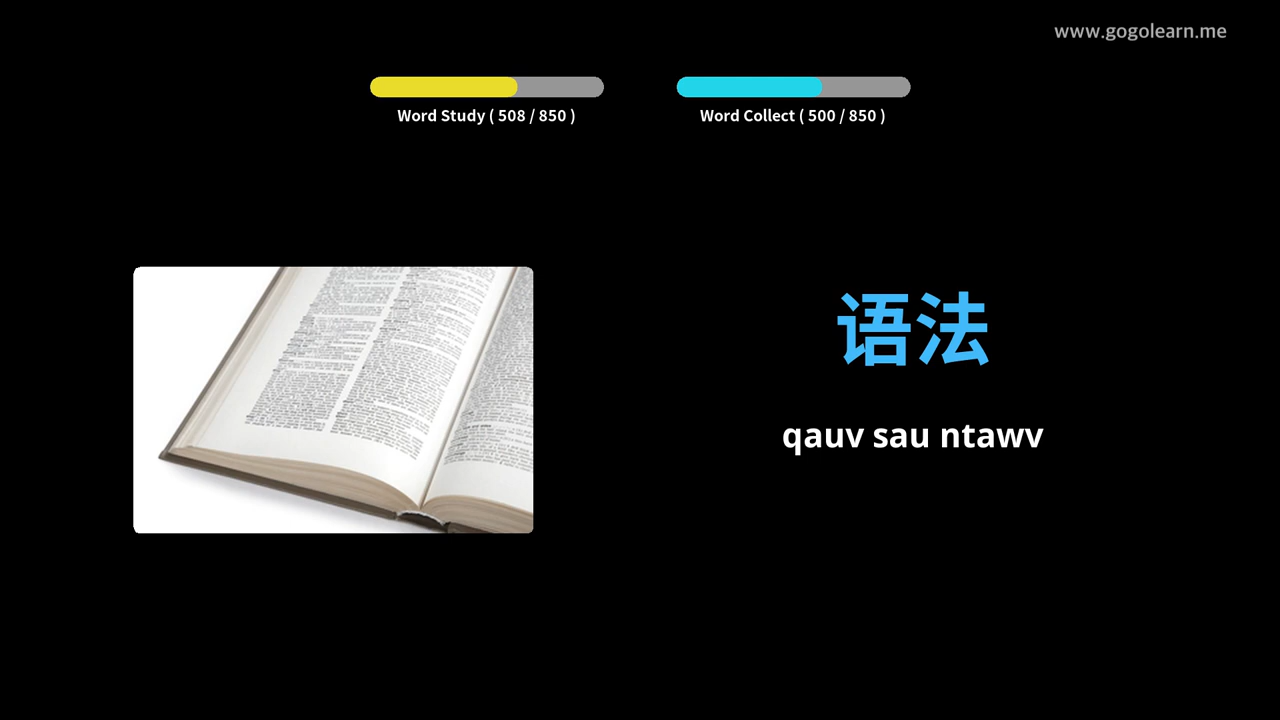 www.gogolearn.me
Word Study ( 508 / 850 )
Word Collect ( 500 / 850 )
语法
qauv sau ntawv